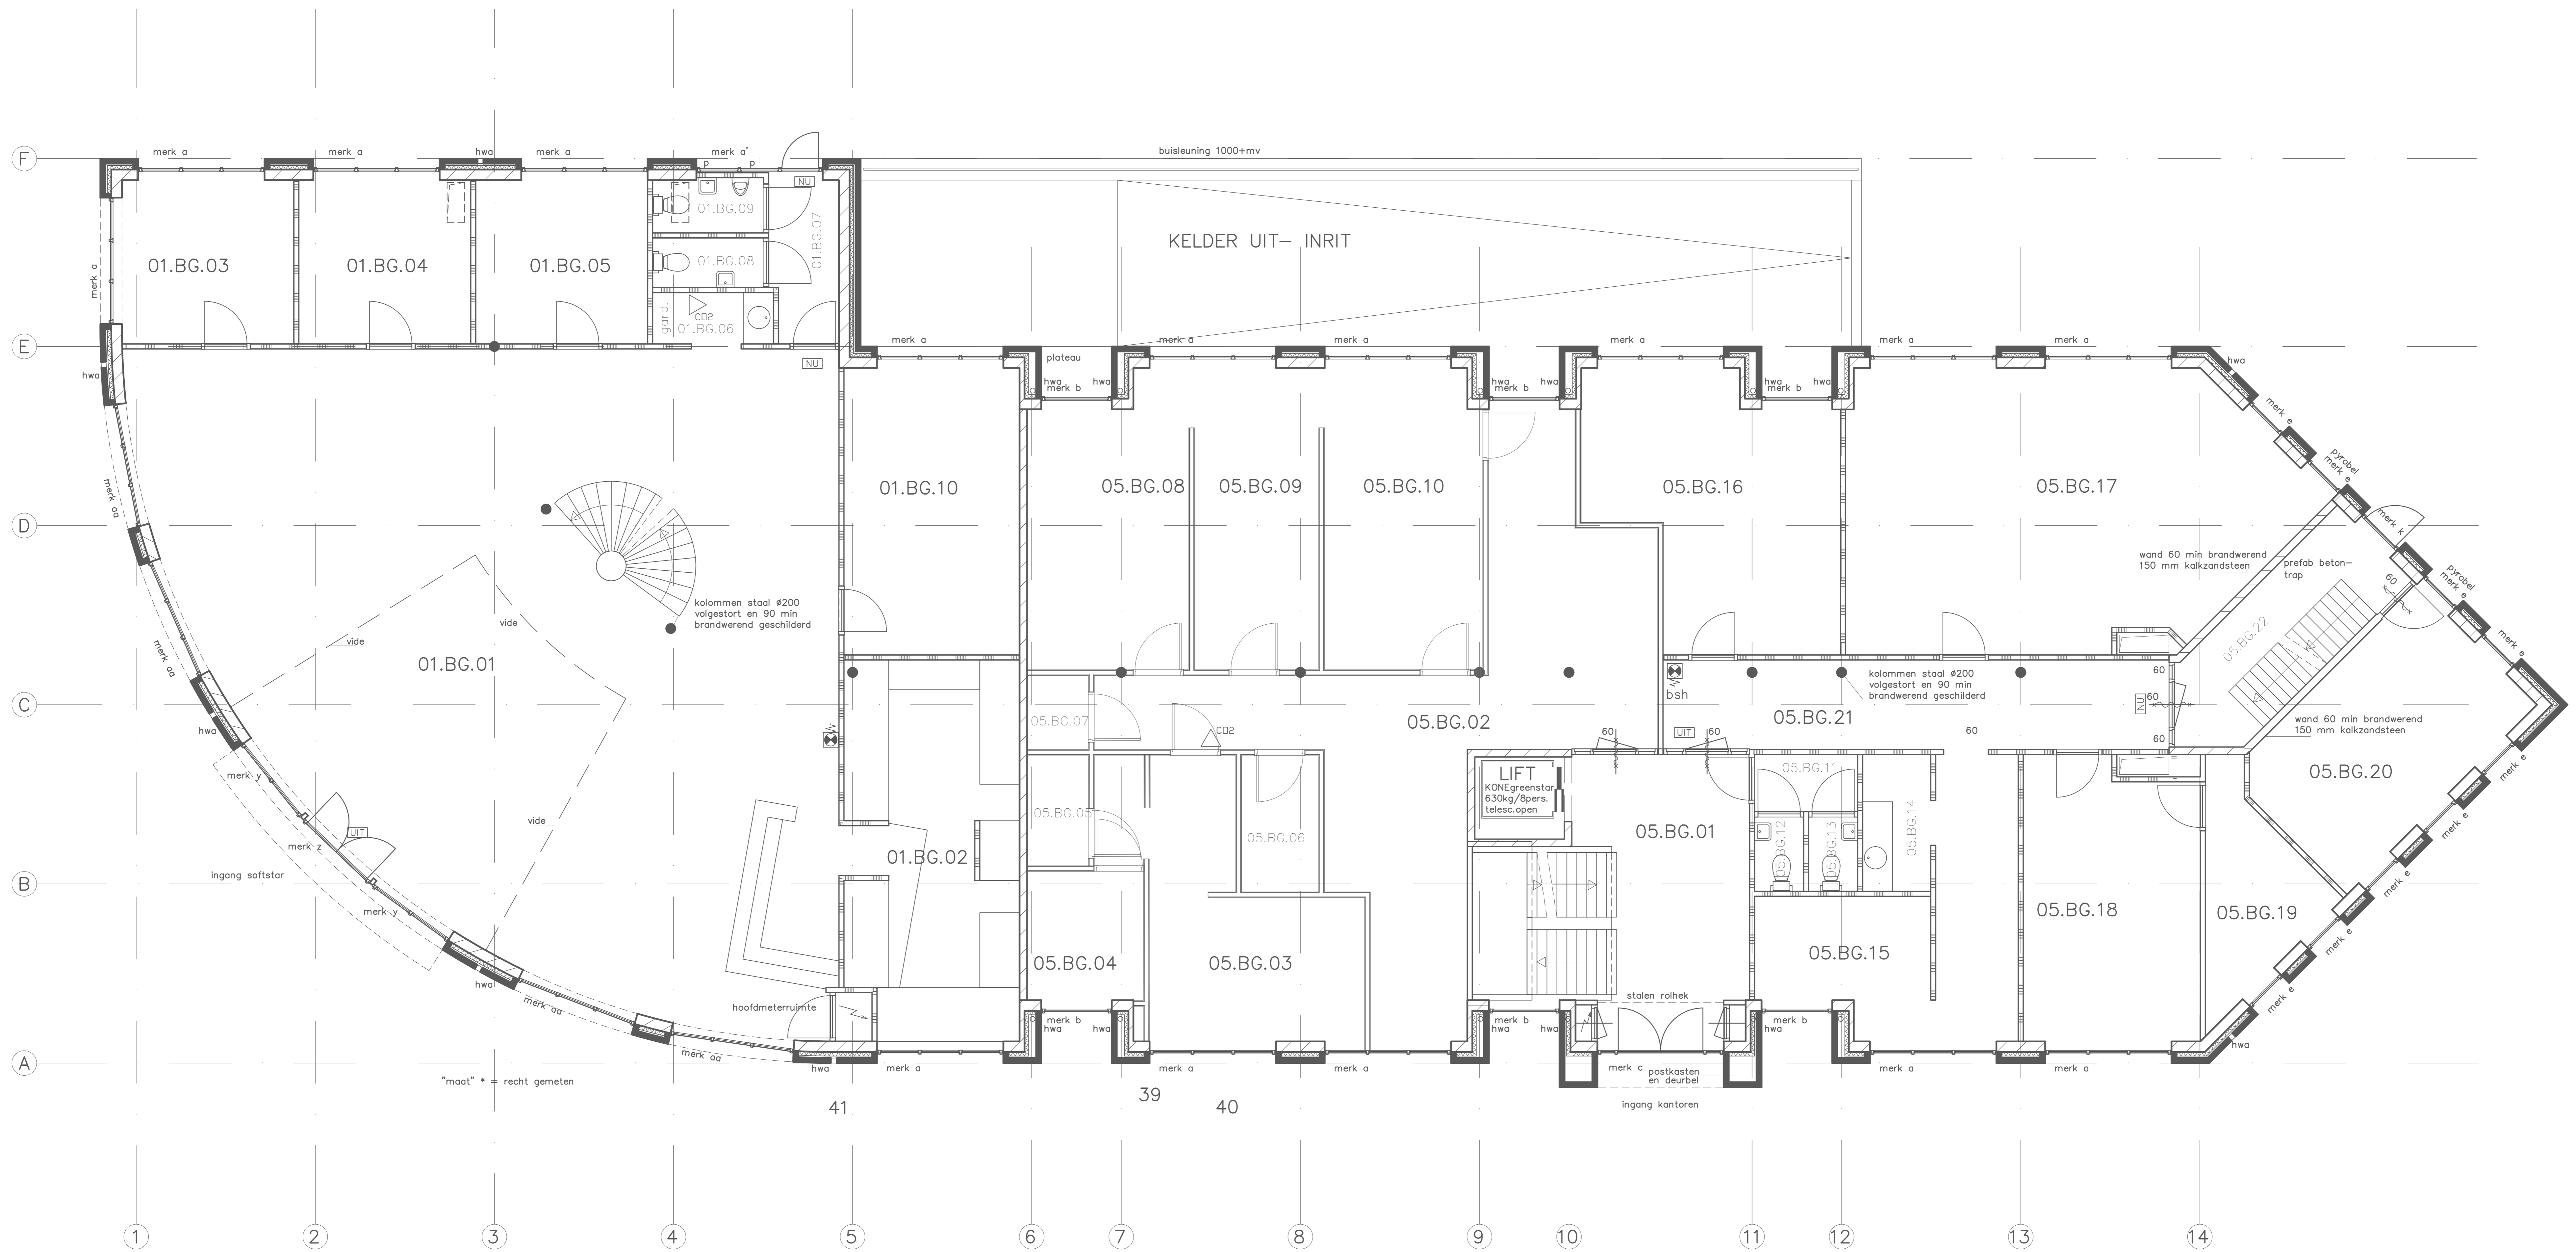 F
merk a
merk a
hwa
merk a
merk a'
p
p
NU
buisleuning 1000+mv
01.BG.09
01.BG.07
KELDER UIT- INRIT
01.BG.03
01.BG.04
01.BG.05
01.BG.08
merk a
gard.
CO2
01.BG.06
E
NU
merk a
plateau
merk a
merk a
merk a
merk a
merk a
hwa
hwa
hwa
merk b
hwa
hwa
merk b
hwa
hwa
merk b
merk e
pyrobel
merk e
01.BG.10
05.BG.08
05.BG.09
05.BG.10
05.BG.16
05.BG.17
merk aa
D
merk k
wand 60 min brandwerend
150 mm kalkzandsteen
prefab beton-
trap
60
pyrobel
merk e
kolommen staal ø200
volgestort en 90 min
brandwerend geschilderd
vide
vide
05.BG.22
merk e
merk aa
01.BG.01
bsh
kolommen staal ø200
volgestort en 90 min
brandwerend geschilderd
60
60
NU
60
C
05.BG.07
05.BG.02
CO2
05.BG.21
wand 60 min brandwerend
150 mm kalkzandsteen
hwa
60
UIT
60
60
merk y
LIFT
KONEgreenstar
630kg/8pers.
telesc.open
05.BG.11
05.BG.20
merk e
05.BG.05
05.BG.06
05.BG.01
05.BG.12
05.BG.13
05.BG.14
vide
UIT
merk z
merk e
01.BG.02
ingang softstar
B
merk y
merk e
05.BG.18
05.BG.19
merk e
05.BG.04
05.BG.03
05.BG.15
hwa
merk aa
hoofdmeterruimte
stalen rolhek
merk e
merk b
hwa
hwa
merk b
hwa
merk b
hwa
hwa
A
merk aa
hwa
merk a
merk a
merk a
merk c
postkasten
en deurbel
merk a
merk a
"maat" * = recht gemeten
41
39
40
ingang kantoren
1
2
3
4
5
6
7
8
9
10
11
12
13
14